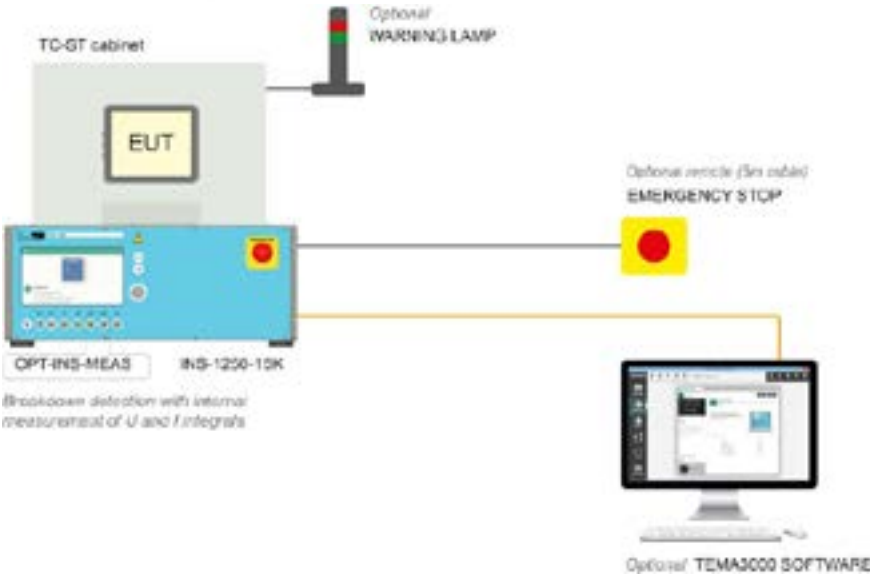 Optional
WARNING LAMP
TC-ST cabinet
EUT
Optional remote (5m cable)
EMERGENCY STOP
OPT-INS-MEAS
INS-1250-15K
Breakdown detection with internal
measurement of U and I integrals
Optional TEMA3000 SOFTWARE